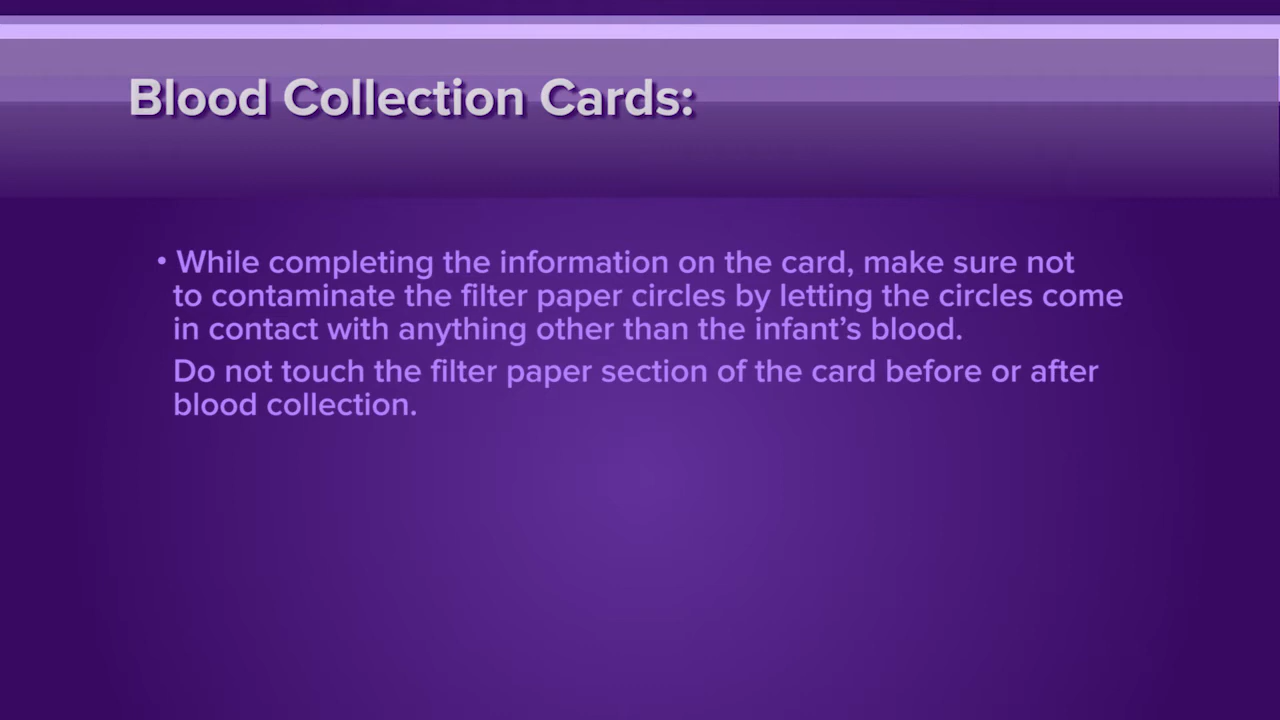 Blood Collection Cards:
• While completing the information on the card, make sure not
to contaminate the filter paper circles by letting the circles come
in contact with anything other than the infant’s blood.
Do not touch the filter paper section of the card before or after
blood collection.